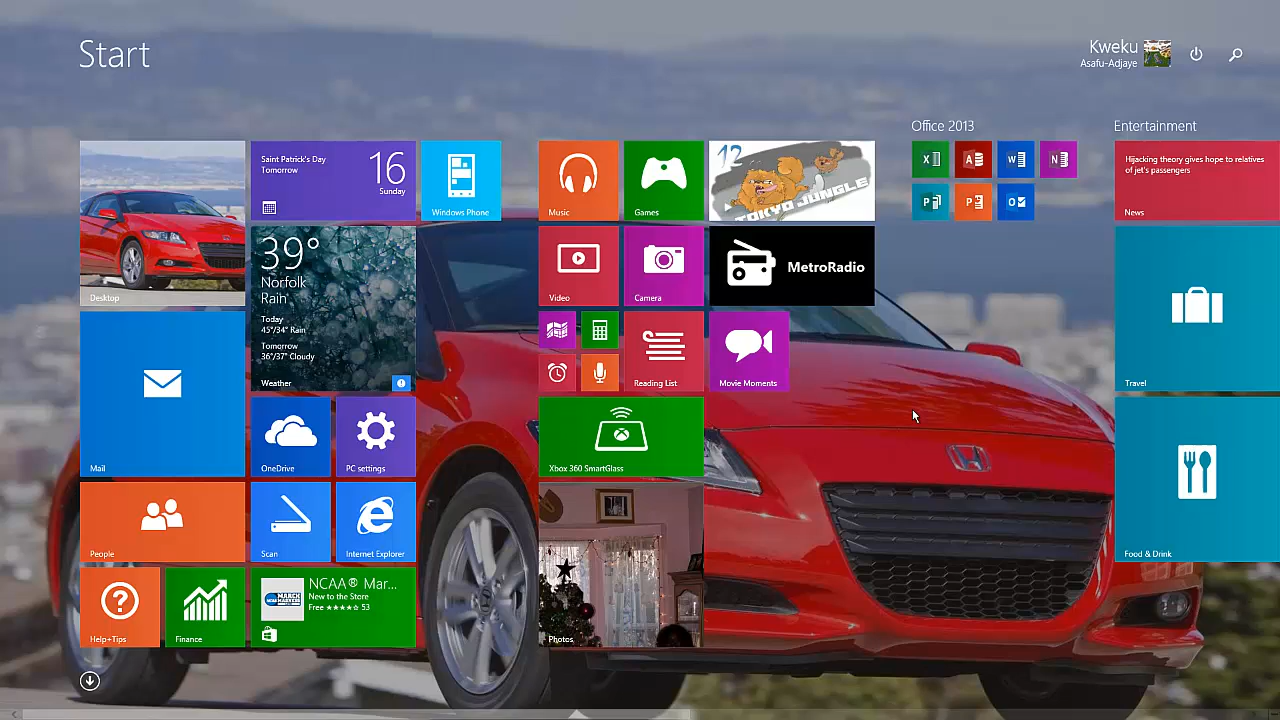 Start
Kweku
Asafu-Adjaye
Office 2013
Entertainment
Desktop
Saint Patrick's Day
Tomorrow
16
Sunday
Windows Phone
Music
Games
12
TOKYO JUNGLE
X
A
W
N
P
P
O
Hijacking theory gives hope to relatives
of jet's passengers
News
39°
Norfolk
Rain
Today
45°/34° Rain
Tomorrow
36°/37° Cloudy
Weather
Video
Camera
MetroRadio
Reading List
Movie Moments
Travel
Mail
OneDrive
PC settings
Xbox 360 SmartGlass
People
Scan
Internet Explorer
Photos
Food & Drink
Help+Tips
Finance
NCAA® Mar...
New to the Store
Free ★★★★☆ 53